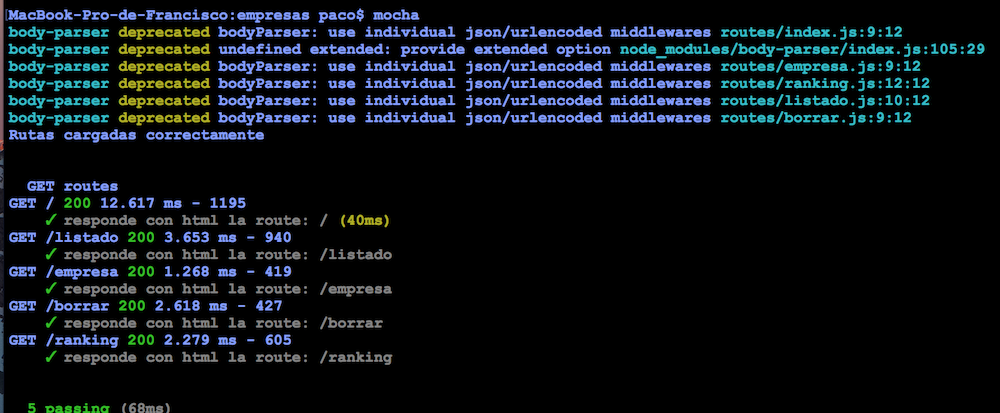 MacBook-Pro-de-Francisco:empresas paco$ mocha
body-parser deprecated bodyParser: use individual json/urlencoded middlewares routes/index.js:9:12
body-parser deprecated undefined extended: provide extended option node_modules/body-parser/index.js:105:29
body-parser deprecated bodyParser: use individual json/urlencoded middlewares routes/empresa.js:9:12
body-parser deprecated bodyParser: use individual json/urlencoded middlewares routes/ranking.js:12:12
body-parser deprecated bodyParser: use individual json/urlencoded middlewares routes/listado.js:10:12
body-parser deprecated bodyParser: use individual json/urlencoded middlewares routes/borrar.js:9:12
Rutas cargadas correctamente
GET routes
GET / 200 12.617 ms - 1195
✓ responde con html la route: / (40ms)
GET /listado 200 3.653 ms - 940
✓ responde con html la route: /listado
GET /empresa 200 1.268 ms - 419
✓ responde con html la route: /empresa
GET /borrar 200 2.618 ms - 427
✓ responde con html la route: /borrar
GET /ranking 200 2.279 ms - 605
✓ responde con html la route: /ranking
5 passing (68ms)